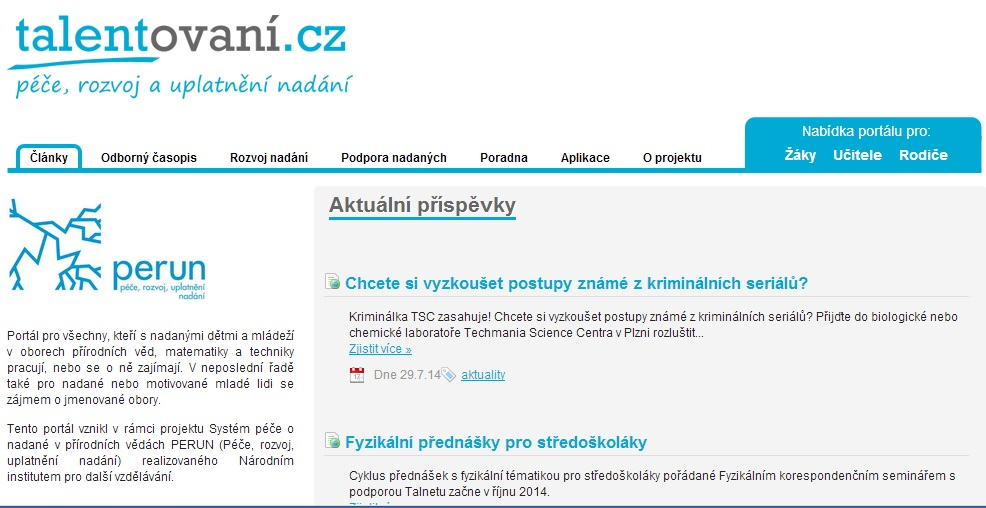 talentovaní.cz
péče, rozvoj a uplatnění nadání
Nabídka portálu pro:
Žáky Učitele Rodiče
Články Odborný časopis Rozvoj nadání Podpora nadaných Poradna Aplikace O projektu
perun
péče, rozvoj, uplatnění
nadání
Portál pro všechny, kteří s nadanými dětmi a mládeží
v oborech přírodních věd, matematiky a techniky
pracují, nebo se o ně zajímají. V neposlední řadě
také pro nadané nebo motivované mladé lidi se
zájmem o jmenované obory.
Tento portál vznikl v rámci projektu Systém péče o
nadané v přírodních vědách PERUN (Péče, rozvoj,
uplatnění nadání) realizovaného Národním
institutem pro další vzdělávání.
Aktuální příspěvky
Chcete si vyzkoušet postupy známé z kriminálních seriálů?
Kriminálka TSC zasahuje! Chcete si vyzkoušet postupy známé z kriminálních seriálů? Přijďte do biologické nebo
chemické laboratoře Techmania Science Centra v Plzni rozluštit...
Zjistit více »
Dne 29.7.14 aktuality
Fyzikální přednášky pro středoškoláky
Cyklus přednášek s fyzikální tématikou pro středoškoláky pořádané Fyzikálním korespondenčním seminářem s
podporou Talnetu začne v říjnu 2014.